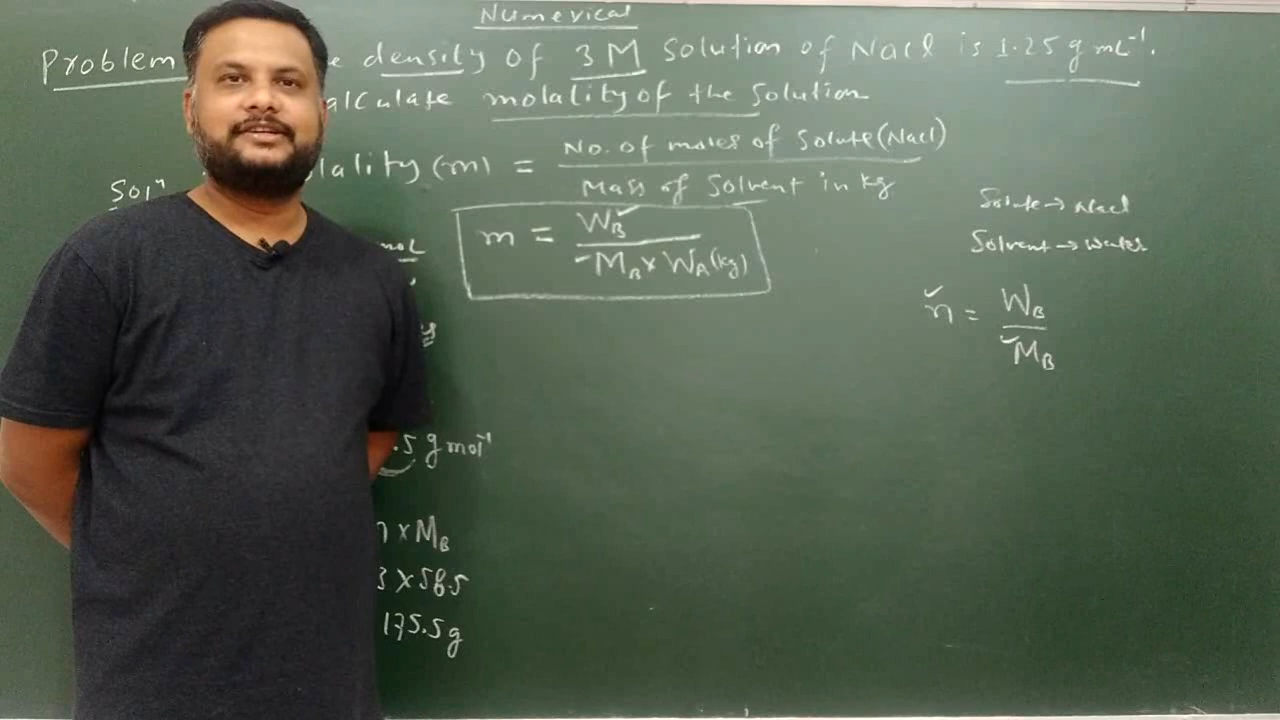 Numerical
Problem e density of 3 M solution of NaCl is 1.25 g mL⁻¹.
alculate molality of the solution
Solⁿ lality (m) = No. of moles of solute (NaCl)
Mass of Solvent in kg
Solute → NaCl
Solvent → Water
m = W_B
M_B × W_A (kg)
moL
n = W_B
M_B
.5 g mol⁻¹
× M_B
3 × 58.5
175.5 g